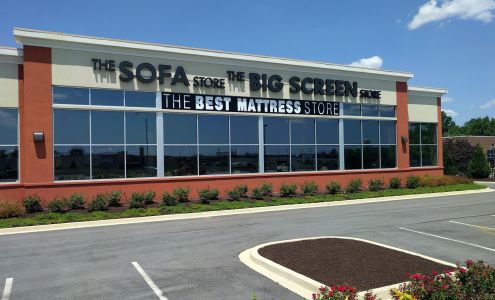 THE SOFA STORE THE BIG SCREEN STORE
THE BEST MATTRESS STORE